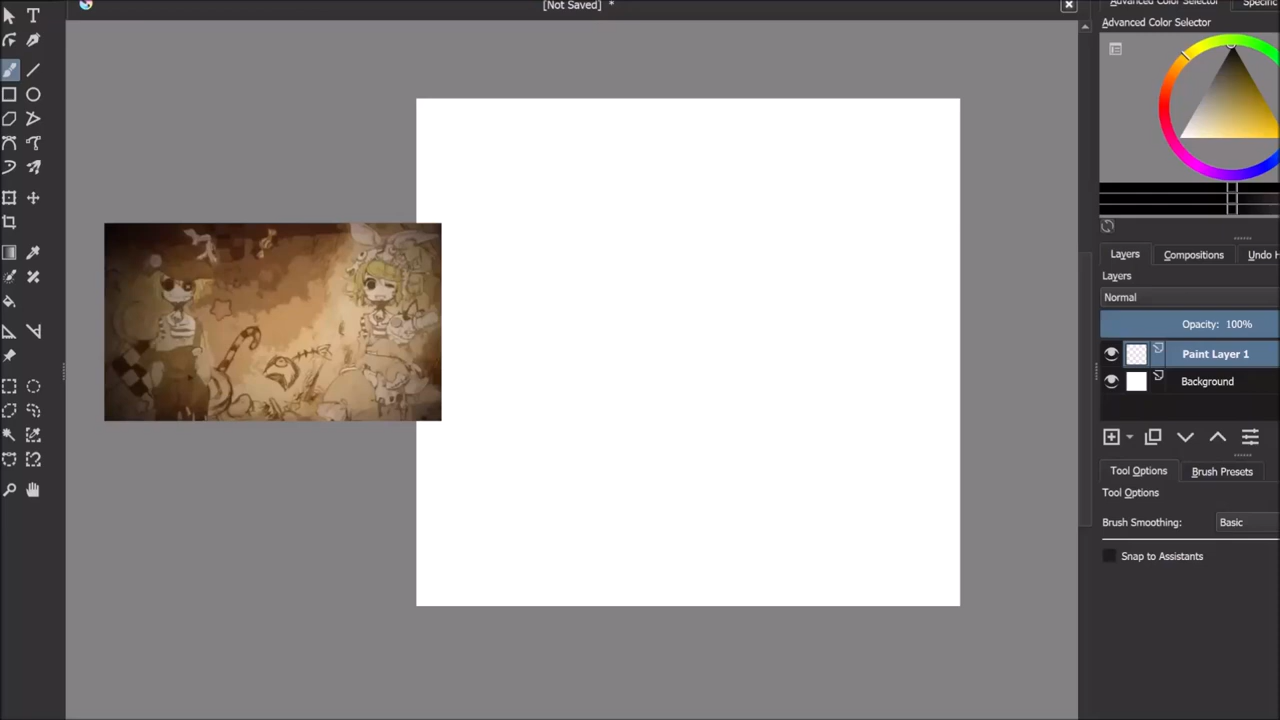 [Not Saved] *
Advanced Color Selector
Specific
Advanced Color Selector
Layers
Compositions
Undo H
Layers
Normal
Opacity: 100%
Paint Layer 1
Background
Tool Options
Brush Presets
Tool Options
Brush Smoothing:
Basic
Snap to Assistants